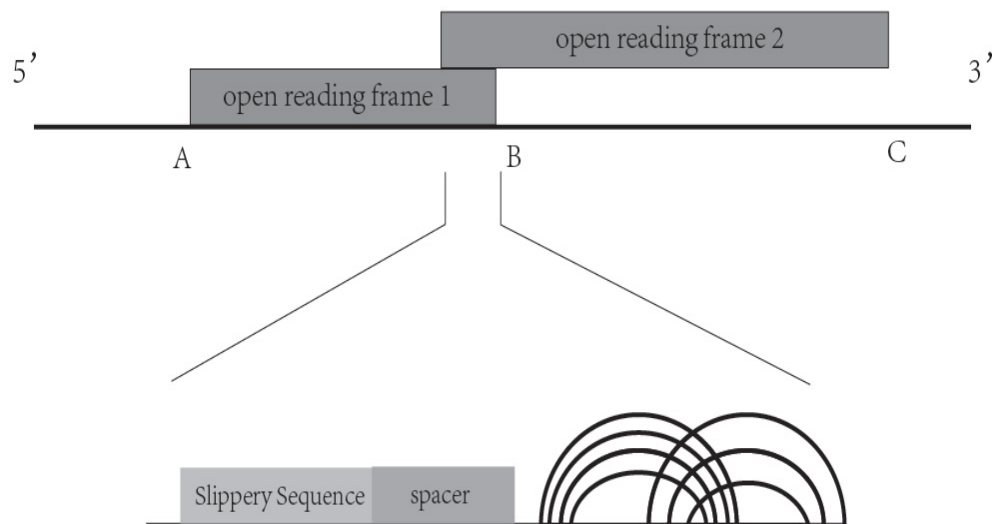 open reading frame 2
5’
3’
open reading frame 1
A
B
C
Slippery Sequence
spacer